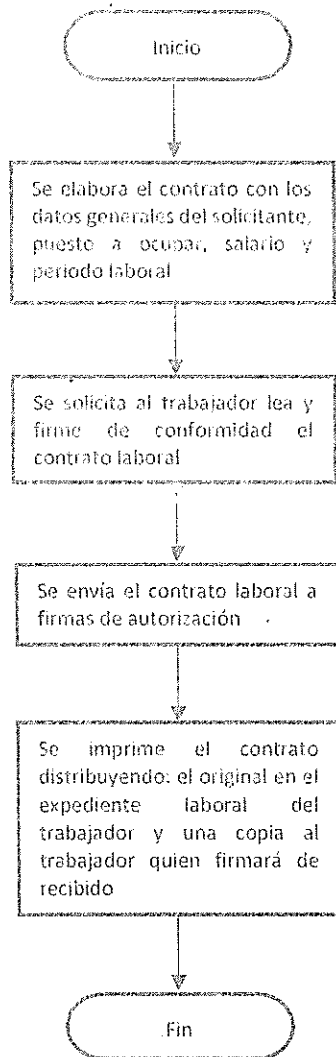 Inicio
Se elabora el contrato con los
datos generales del solicitante,
puesto a ocupar, salario y
periodo laboral
Se solicita al trabajador lea y
firme de conformidad el
contrato laboral
Se envía el contrato laboral a
firmas de autorización
Se imprime el contrato
distribuyendo: el original en el
expediente laboral del
trabajador y una copia al
trabajador quien firmará de
recibido
Fin